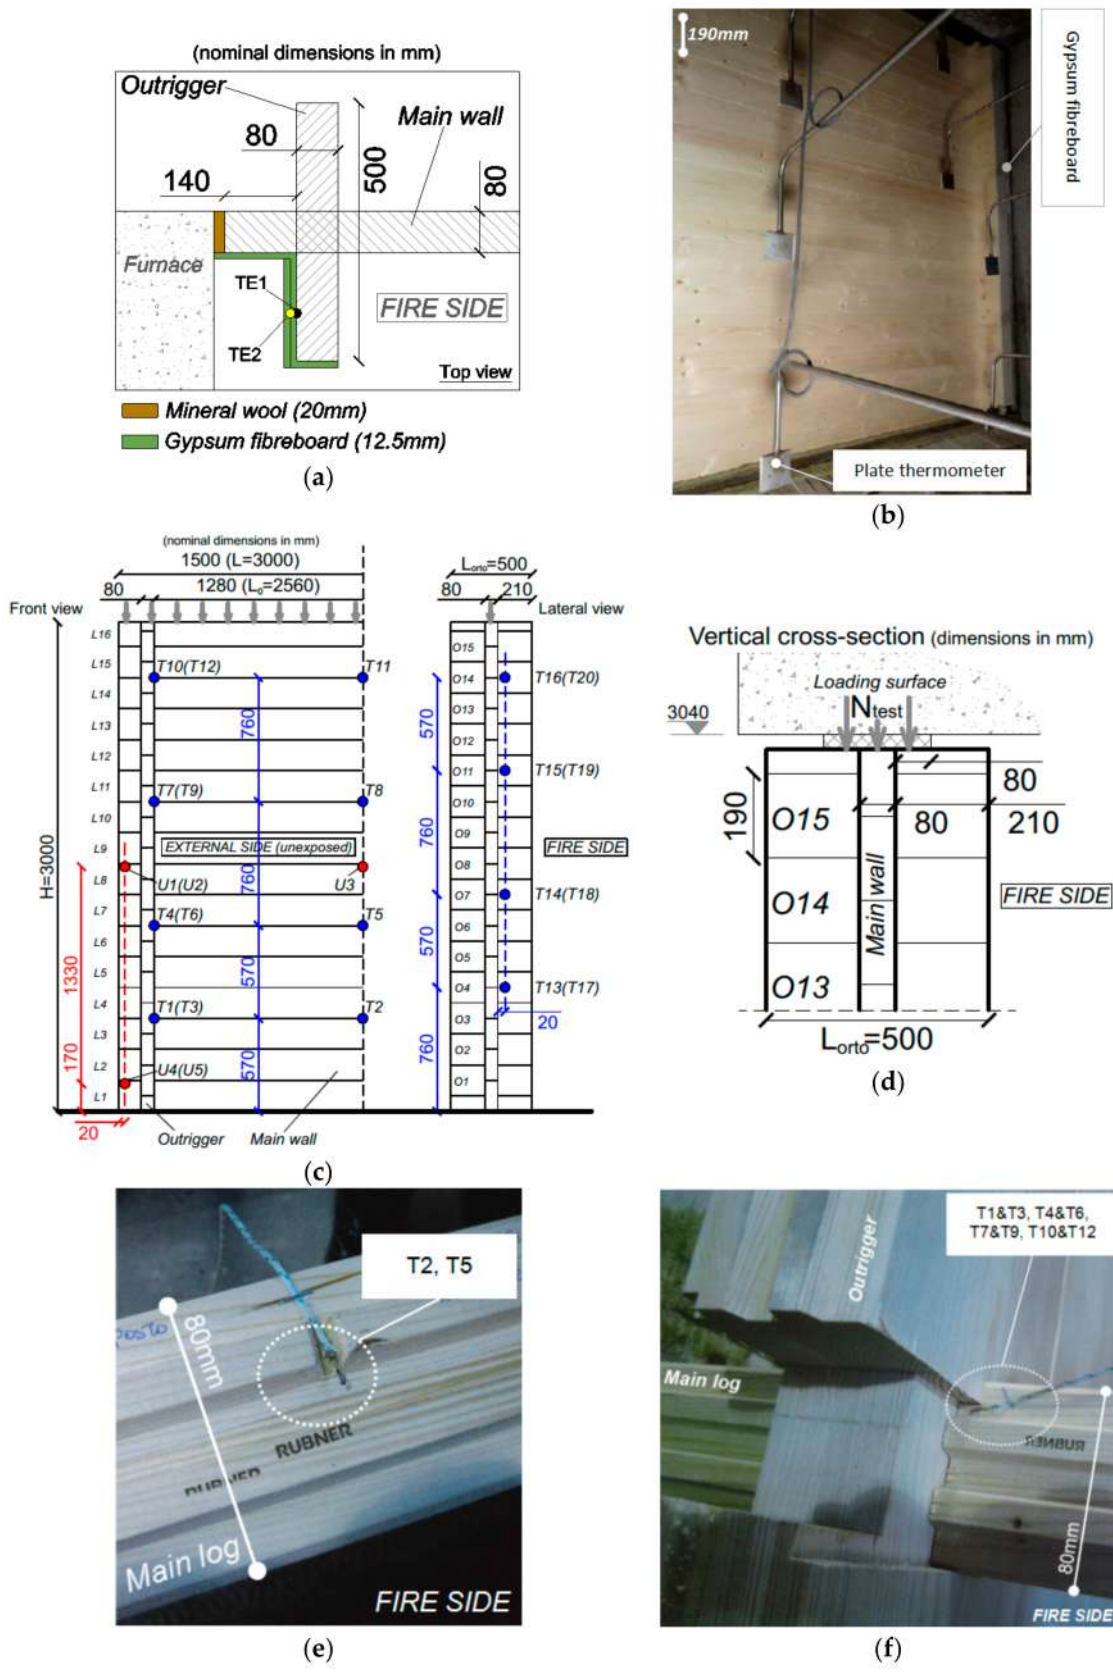 (nominal dimensions in mm)
Outrigger
Main wall
80
500
80
140
Furnace
TE1
TE2
FIRE SIDE
Top view
Mineral wool (20mm)
Gypsum fibreboard (12.5mm)
(a)
190mm
Gypsum fibreboard
Plate thermometer
(b)
(nominal dimensions in mm)
1500 (L=3000)
1280 (L₀=2560)
80
Front view
H=3000
L16
L15
L14
L13
L12
L11
L10
L9
L8
L7
L6
L5
L4
L3
L2
L1
T10(T12)
T11
760
T7(T9)
T8
EXTERNAL SIDE (unexposed)
760
U1(U2)
U3
T4(T6)
T5
570
T1(T3)
T2
570
U4(U5)
1330
170
20
Outrigger
Main wall
Lorto=500
80
210
Lateral view
O15
O14
O13
O12
O11
O10
O9
O8
O7
O6
O5
O4
O3
O2
O1
570
760
570
760
T16(T20)
T15(T19)
FIRE SIDE
T14(T18)
T13(T17)
20
(c)
Vertical cross-section (dimensions in mm)
Loading surface
Ntest
3040
80
190
O15
80
210
O14
Main wall
FIRE SIDE
O13
Lorto=500
(d)
T2, T5
80mm
RUBNER
Main log
FIRE SIDE
(e)
T1&T3, T4&T6,
T7&T9, T10&T12
Outrigger
Main log
RUBNER
80mm
FIRE SIDE
(f)